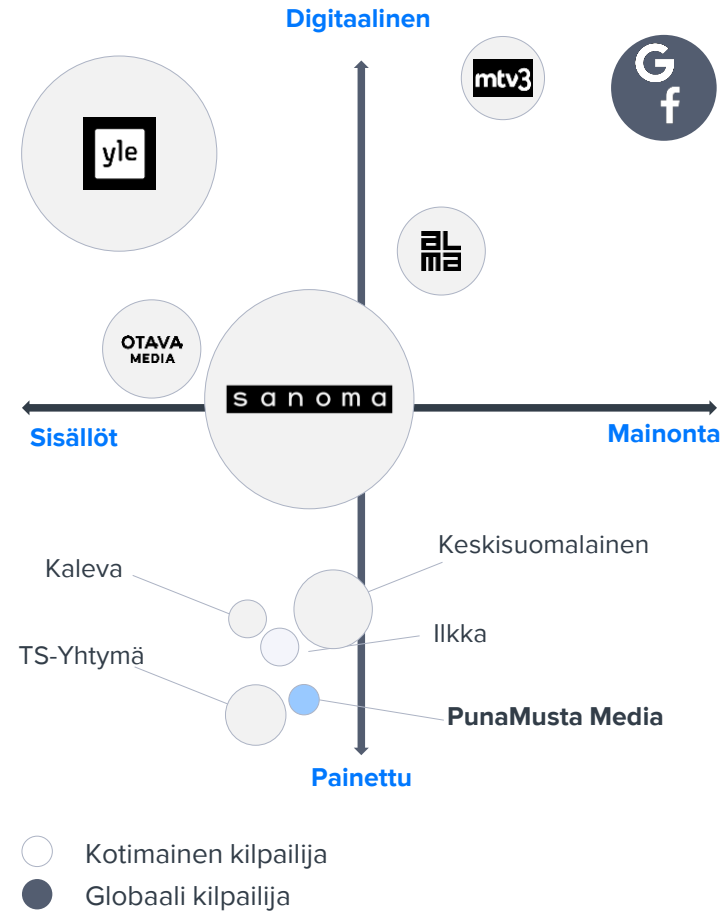 Digitaalinen
mtv3
G
f
yle
aLma
OTAVA
MEDIA
sanoma
Sisällöt
Mainonta
Keskisuomalainen
Kaleva
Ilkka
TS-Yhtymä
PunaMusta Media
Painettu
Kotimainen kilpailija
Globaali kilpailija